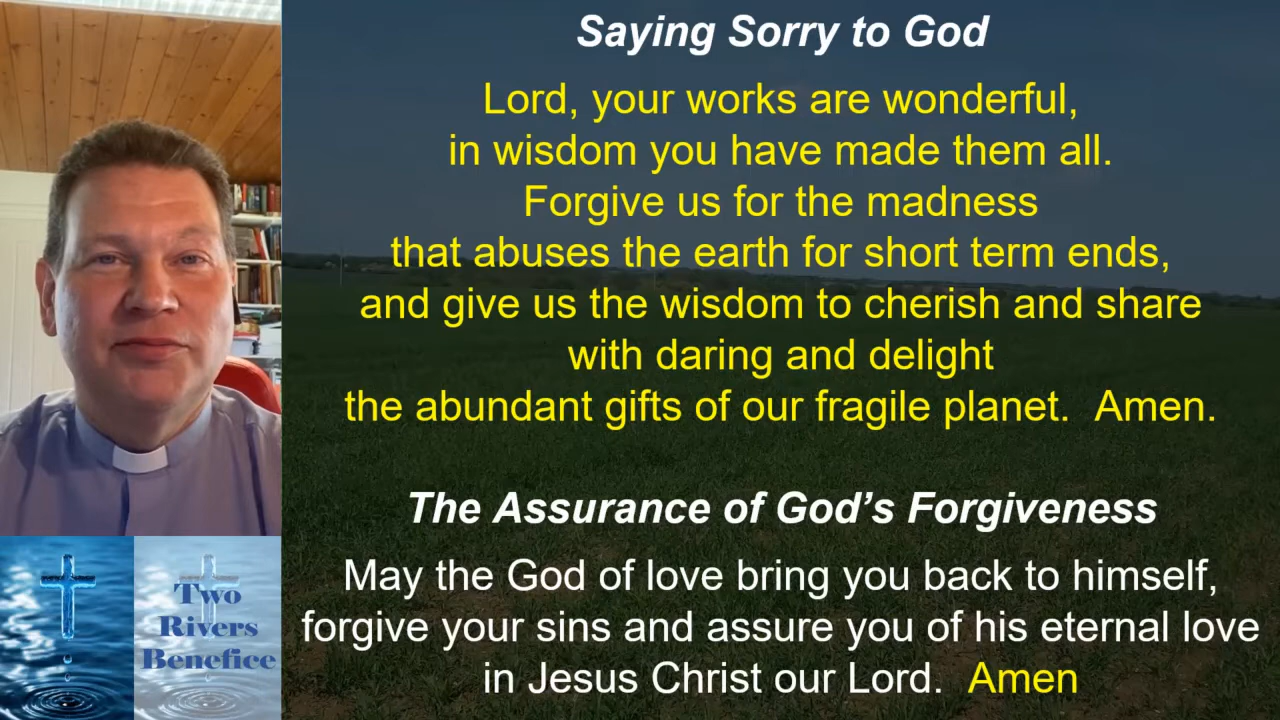 Saying Sorry to God
Lord, your works are wonderful,
in wisdom you have made them all.
Forgive us for the madness
that abuses the earth for short term ends,
and give us the wisdom to cherish and share
with daring and delight
the abundant gifts of our fragile planet.  Amen.
The Assurance of God’s Forgiveness
May the God of love bring you back to himself,
forgive your sins and assure you of his eternal love
in Jesus Christ our Lord.  Amen
Two
Rivers
Benefice